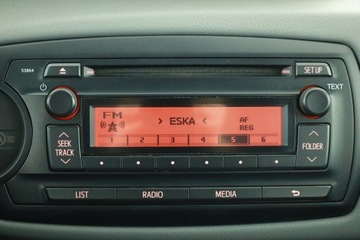 53864
SET UP
TEXT
FM
> ESKA <
AF
REG
1 2 3 4 5 6
SEEK
TRACK
FOLDER
LIST
RADIO
MEDIA